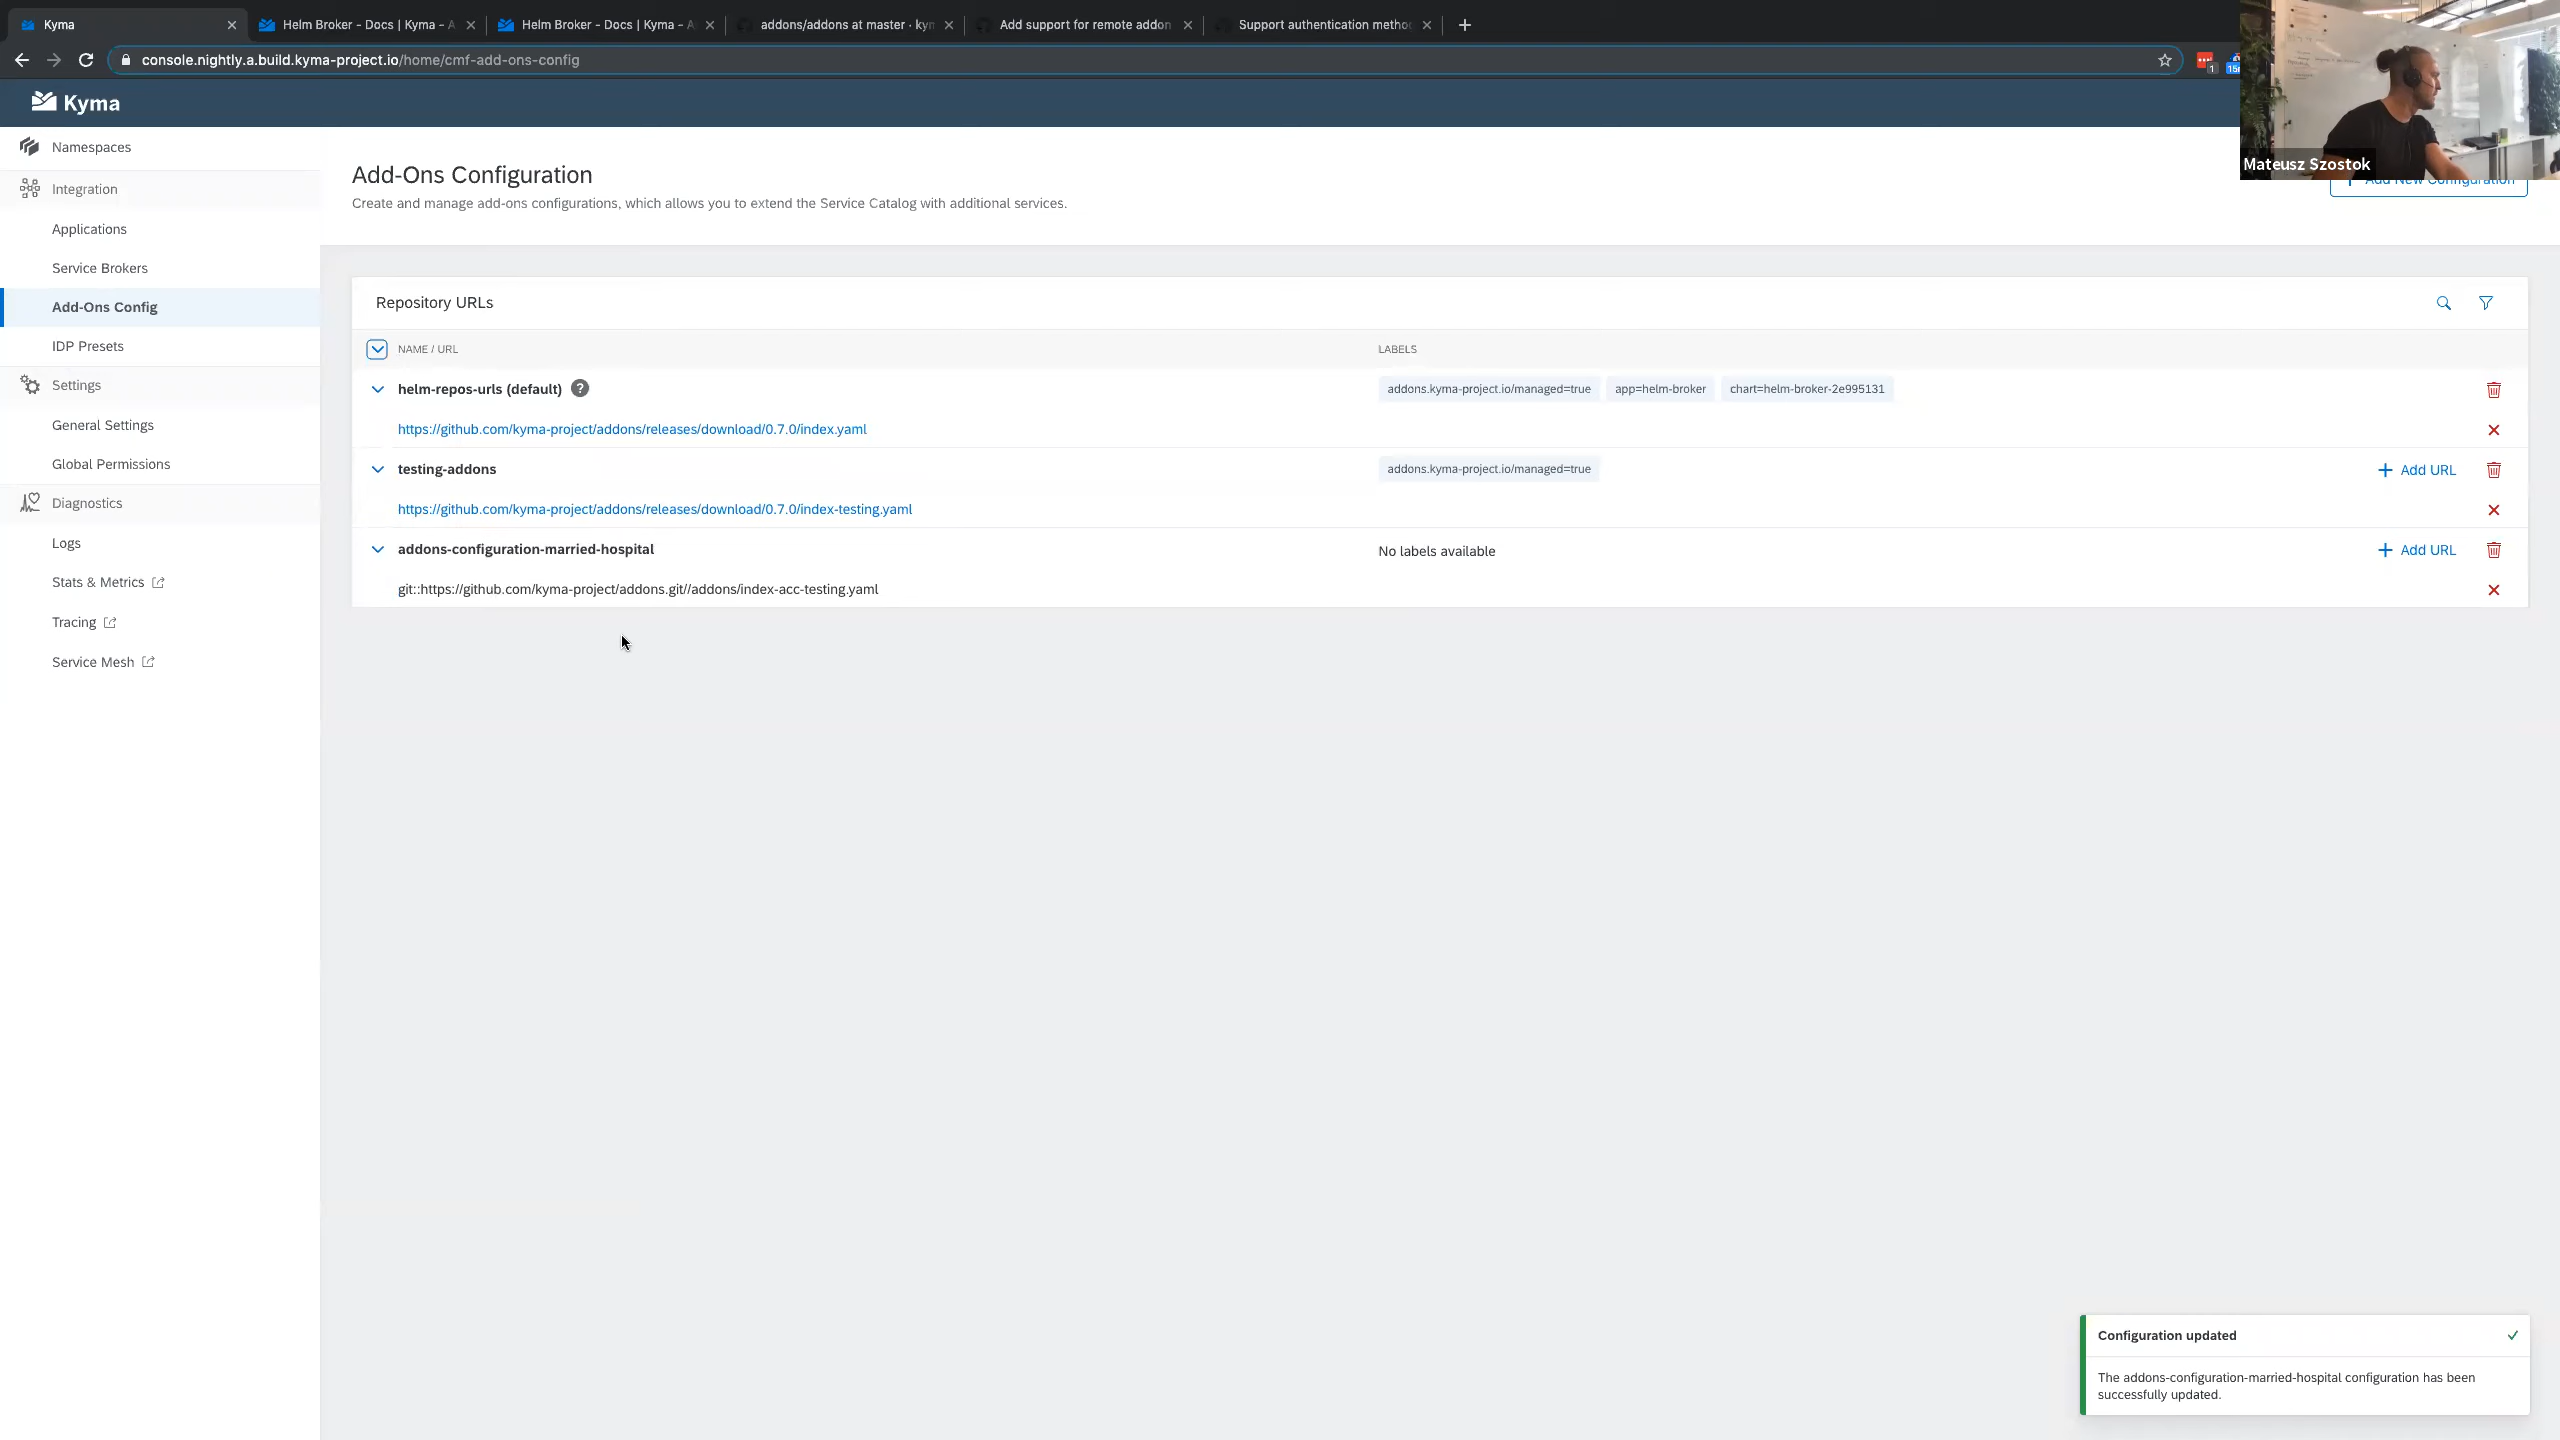 Kyma
Helm Broker - Docs | Kyma - A
Helm Broker - Docs | Kyma - A
addons/addons at master · kym
Add support for remote addon
Support authentication metho
console.nightly.a.build.kyma-project.io/home/cmf-add-ons-config
1
Kyma
Mateusz Szostok
Namespaces
Integration
Applications
Service Brokers
Add-Ons Config
IDP Presets
Settings
General Settings
Global Permissions
Diagnostics
Logs
Stats & Metrics
Tracing
Service Mesh
Add-Ons Configuration
Create and manage add-ons configurations, which allows you to extend the Service Catalog with additional services.
Add New Configuration
Repository URLs
NAME / URL
LABELS
helm-repos-urls (default) ?
addons.kyma-project.io/managed=true
app=helm-broker
chart=helm-broker-2e995131
https://github.com/kyma-project/addons/releases/download/0.7.0/index.yaml
testing-addons
addons.kyma-project.io/managed=true
Add URL
https://github.com/kyma-project/addons/releases/download/0.7.0/index-testing.yaml
addons-configuration-married-hospital
No labels available
Add URL
git::https://github.com/kyma-project/addons.git//addons/index-acc-testing.yaml
Configuration updated
The addons-configuration-married-hospital configuration has been
successfully updated.